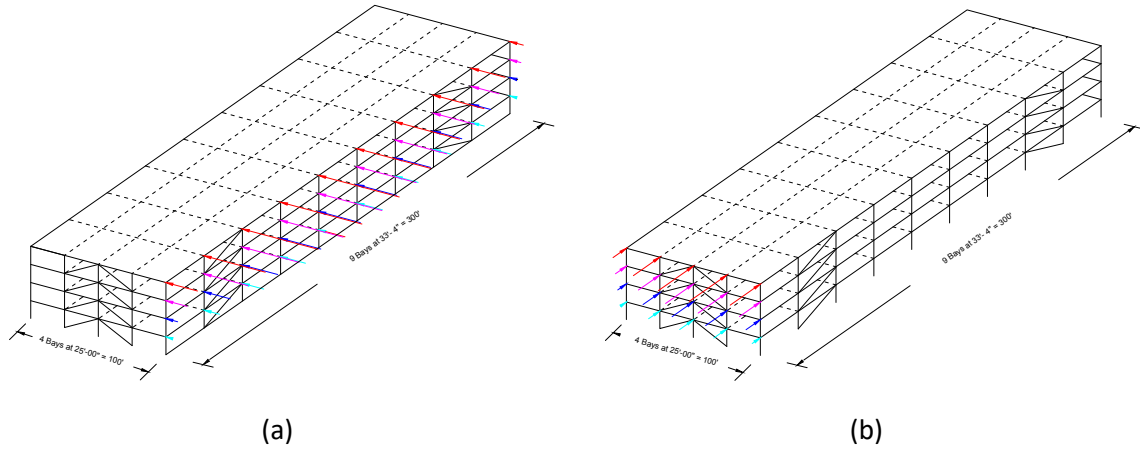 9 Bays at 33'- 4" = 300'
4 Bays at 25'-00" = 100'
9 Bays at 33'- 4" = 300'
4 Bays at 25'-00" = 100'
(a)
(b)